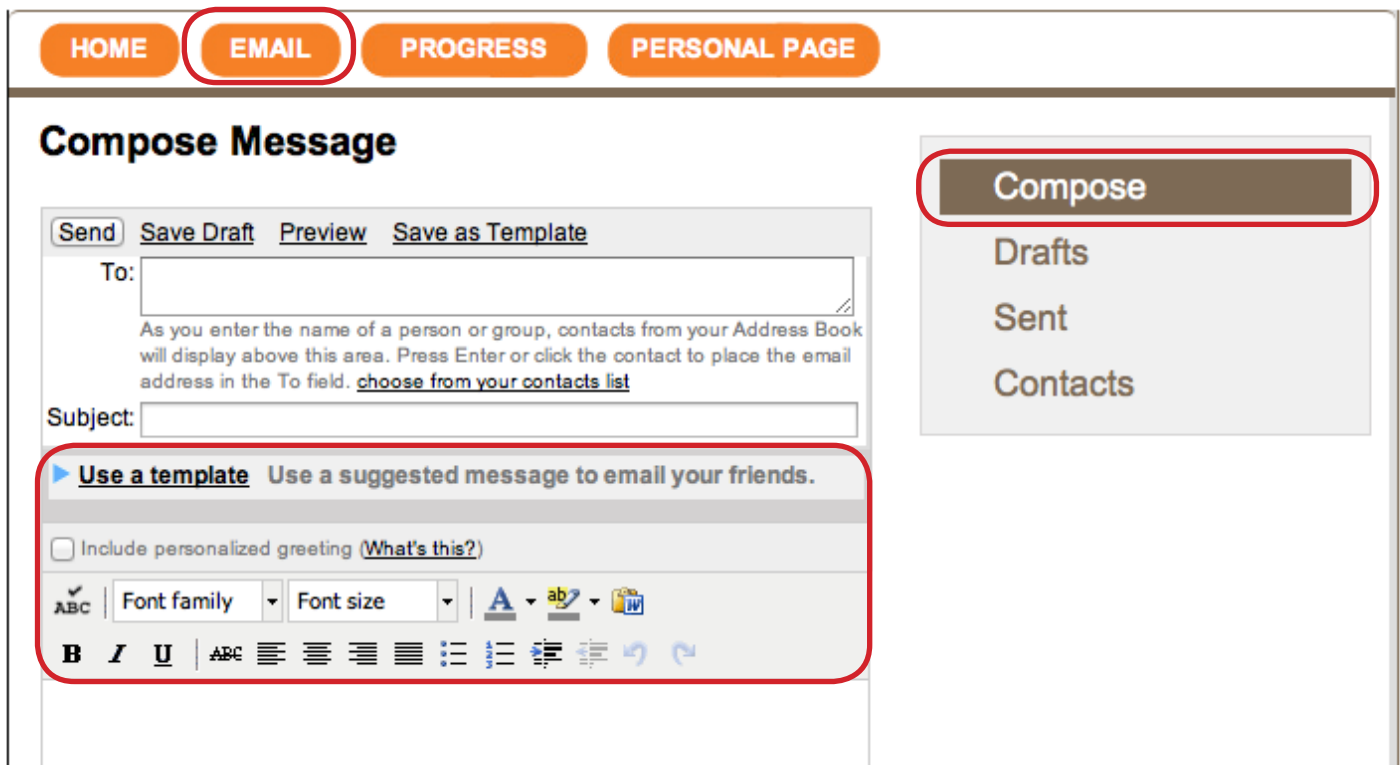 HOME EMAIL PROGRESS PERSONAL PAGE
Compose Message
Send Save Draft Preview Save as Template
To:
As you enter the name of a person or group, contacts from your Address Book
will display above this area. Press Enter or click the contact to place the email
address in the To field. choose from your contacts list
Subject:
Use a template Use a suggested message to email your friends.
Include personalized greeting (What's this?)
ABC Font family Font size A ab W
B I U ABC
Compose
Drafts
Sent
Contacts